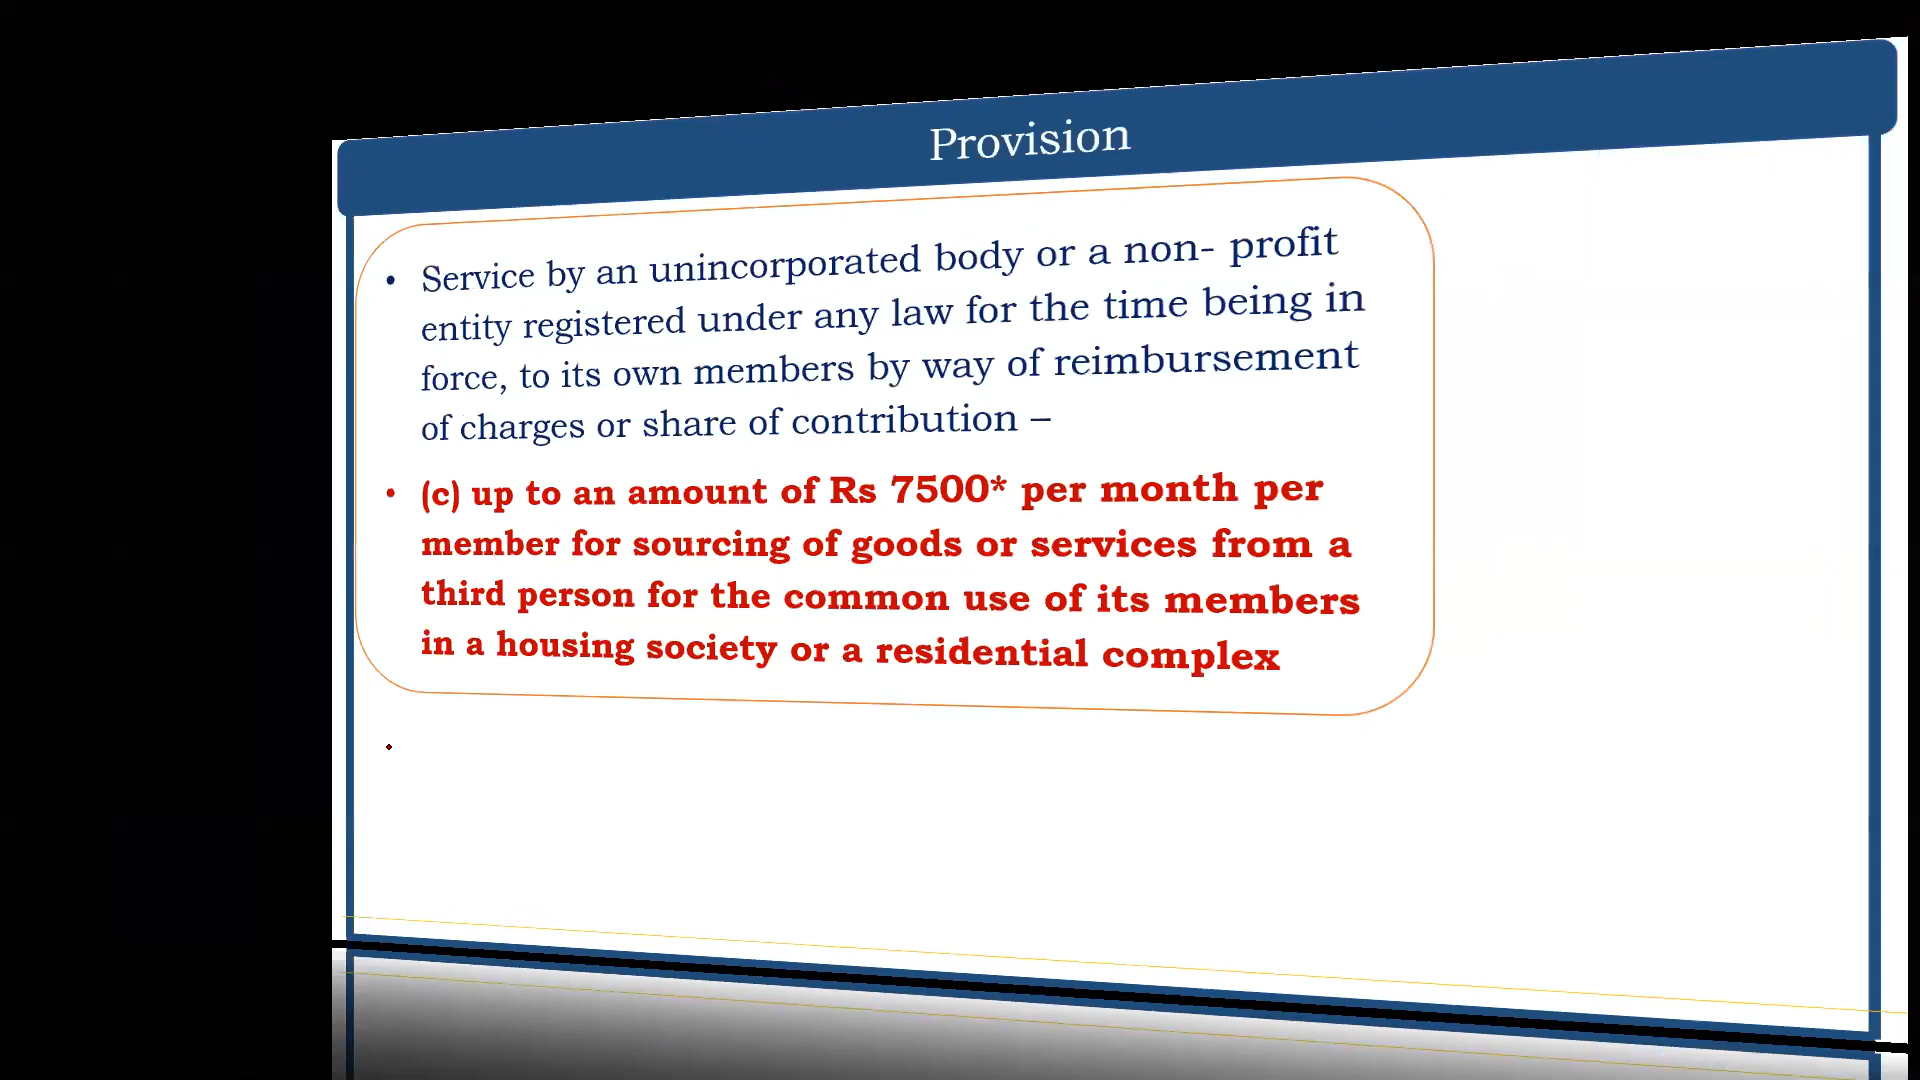 Provision
• Service by an unincorporated body or a non- profit
entity registered under any law for the time being in
force, to its own members by way of reimbursement
of charges or share of contribution –
• (c) up to an amount of Rs 7500* per month per
member for sourcing of goods or services from a
third person for the common use of its members
in a housing society or a residential complex
•